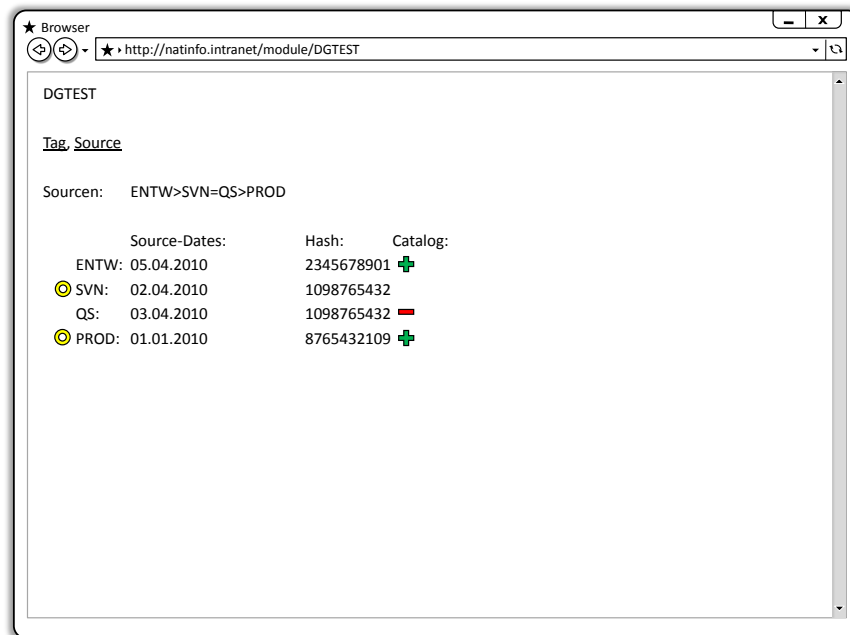 Browser
x
http://natinfo.intranet/module/DGTEST
DGTEST
Tag, Source
Sourcen: ENTW>SVN=QS>PROD
Source-Dates: Hash: Catalog:
ENTW: 05.04.2010 2345678901
SVN: 02.04.2010 1098765432
QS: 03.04.2010 1098765432
PROD: 01.01.2010 8765432109